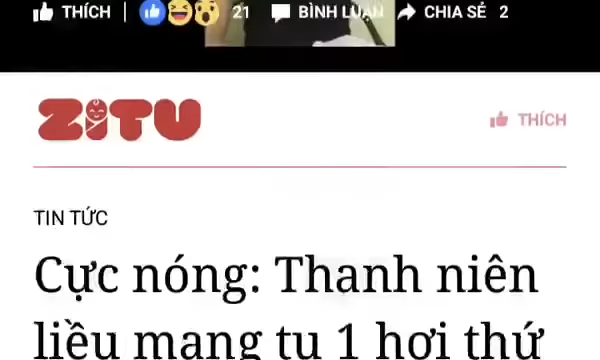 THÍCH 21 BÌNH LUẬN CHIA SẺ 2
ZiTU
THÍCH
TIN TỨC
Cực nóng: Thanh niên
liều mạng tu 1 hơi thứ